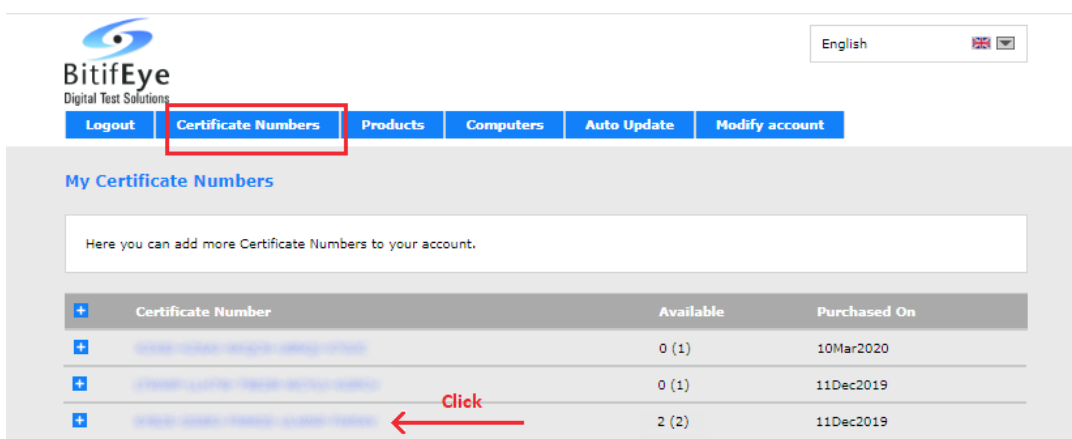 English
BitifEye
Digital Test Solutions
Logout Certificate Numbers Products Computers Auto Update Modify account
My Certificate Numbers
Here you can add more Certificate Numbers to your account.
Certificate Number Available Purchased On
0 (1) 10Mar2020
0 (1) 11Dec2019
Click
2 (2) 11Dec2019